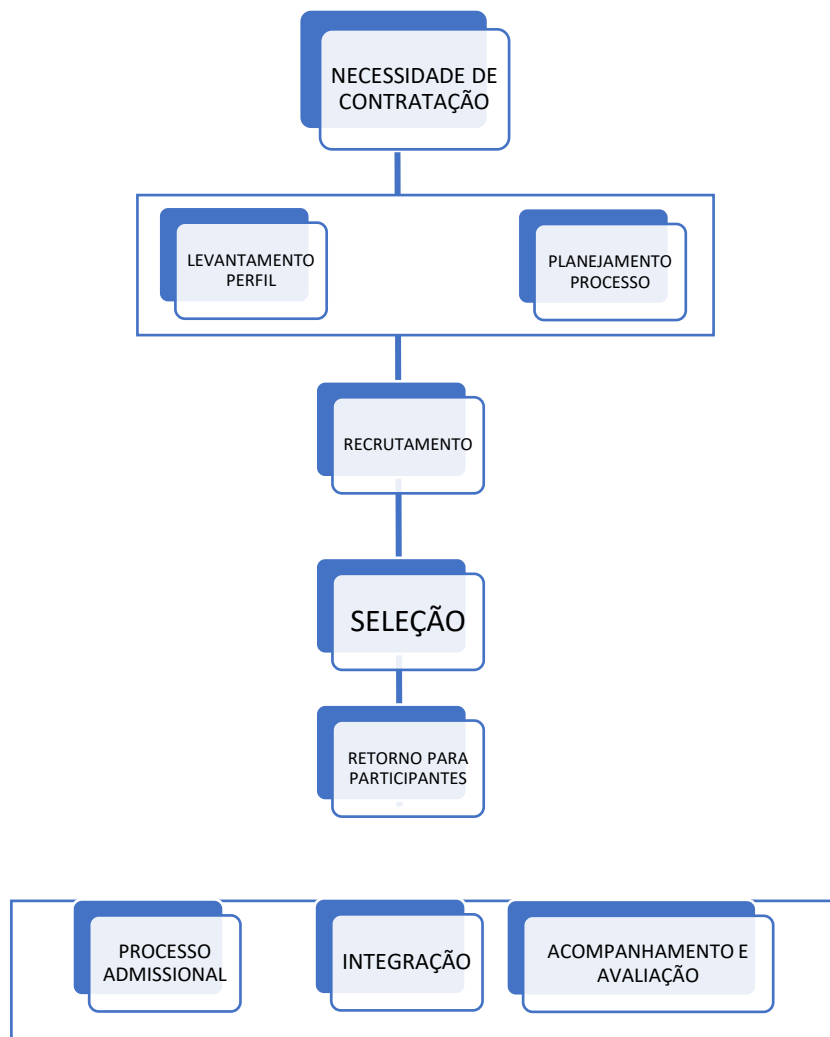 NECESSIDADE DE
CONTRATAÇÃO
LEVANTAMENTO
PERFIL
PLANEJAMENTO
PROCESSO
RECRUTAMENTO
SELEÇÃO
RETORNO PARA
PARTICIPANTES
PROCESSO
ADMISSIONAL
INTEGRAÇÃO
ACOMPANHAMENTO E
AVALIAÇÃO